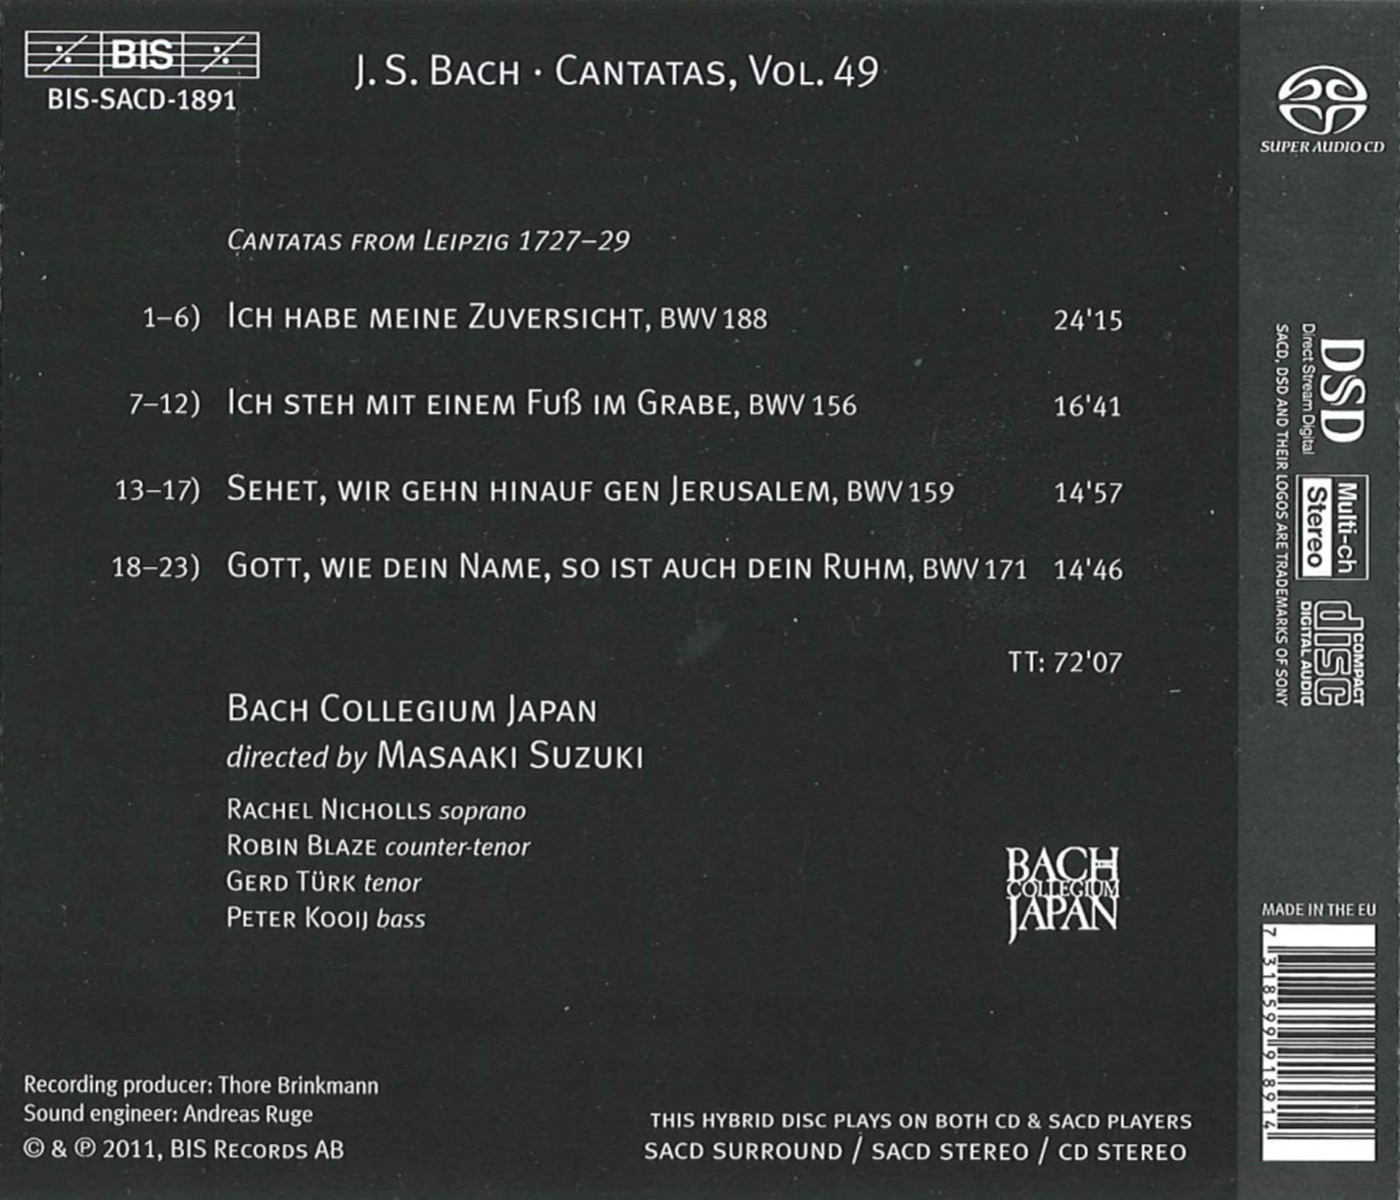 BIS
BIS-SACD-1891
J. S. BACH · CANTATAS, VOL. 49
CANTATAS FROM LEIPZIG 1727–29
1–6) ICH HABE MEINE ZUVERSICHT, BWV 188 24'15
7–12) ICH STEH MIT EINEM FUß IM GRABE, BWV 156 16'41
13–17) SEHET, WIR GEHN HINAUF GEN JERUSALEM, BWV 159 14'57
18–23) GOTT, WIE DEIN NAME, SO IST AUCH DEIN RUHM, BWV 171 14'46
TT: 72'07
BACH COLLEGIUM JAPAN
directed by MASAAKI SUZUKI
RACHEL NICHOLLS soprano
ROBIN BLAZE counter-tenor
GERD TÜRK tenor
PETER KOOIJ bass
BACH
COLLEGIUM
JAPAN
Recording producer: Thore Brinkmann
Sound engineer: Andreas Ruge
© & ℗ 2011, BIS RECORDS AB
THIS HYBRID DISC PLAYS ON BOTH CD & SACD PLAYERS
SACD SURROUND / SACD STEREO / CD STEREO
SUPER AUDIO CD
DSD
Direct Stream Digital
SACD, DSD AND THEIR LOGOS ARE TRADEMARKS OF SONY
Multi-ch
Stereo
COMPACT
disc
DIGITAL AUDIO
MADE IN THE EU
7 318599 918914